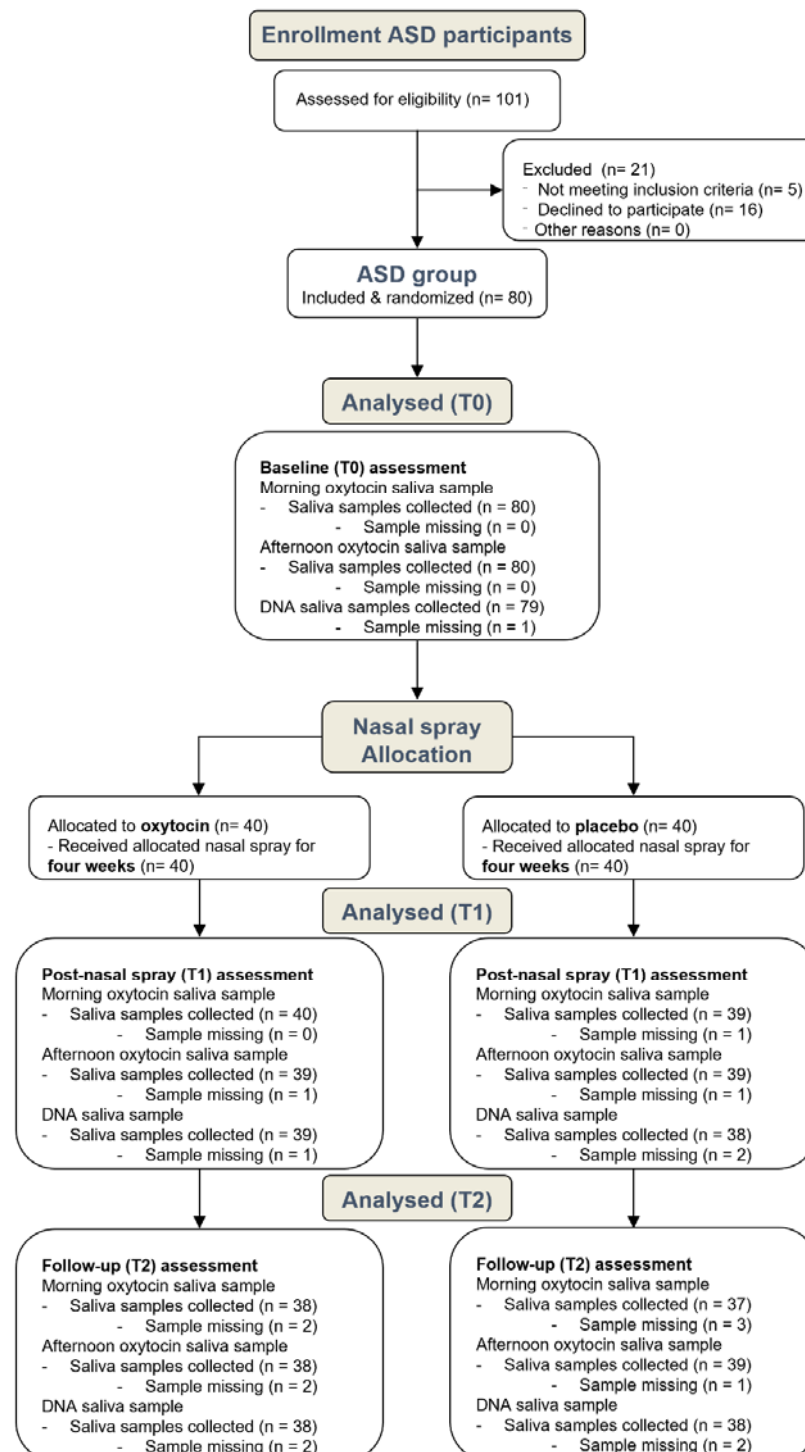 Enrollment ASD participants
Assessed for eligibility (n= 101)
Excluded (n= 21)
- Not meeting inclusion criteria (n= 5)
- Declined to participate (n= 16)
- Other reasons (n= 0)
ASD group
Included & randomized (n= 80)
Analysed (T0)
Baseline (T0) assessment
Morning oxytocin saliva sample
- Saliva samples collected (n = 80)
- Sample missing (n = 0)
Afternoon oxytocin saliva sample
- Saliva samples collected (n = 80)
- Sample missing (n = 0)
DNA saliva samples collected (n = 79)
- Sample missing (n = 1)
Nasal spray
Allocation
Allocated to oxytocin (n= 40)
- Received allocated nasal spray for
four weeks (n= 40)
Allocated to placebo (n= 40)
- Received allocated nasal spray for
four weeks (n= 40)
Analysed (T1)
Post-nasal spray (T1) assessment
Morning oxytocin saliva sample
- Saliva samples collected (n = 40)
- Sample missing (n = 0)
Afternoon oxytocin saliva sample
- Saliva samples collected (n = 39)
- Sample missing (n = 1)
DNA saliva sample
- Saliva samples collected (n = 39)
- Sample missing (n = 1)
Post-nasal spray (T1) assessment
Morning oxytocin saliva sample
- Saliva samples collected (n = 39)
- Sample missing (n = 1)
Afternoon oxytocin saliva sample
- Saliva samples collected (n = 39)
- Sample missing (n = 1)
DNA saliva sample
- Saliva samples collected (n = 38)
- Sample missing (n = 2)
Analysed (T2)
Follow-up (T2) assessment
Morning oxytocin saliva sample
- Saliva samples collected (n = 38)
- Sample missing (n = 2)
Afternoon oxytocin saliva sample
- Saliva samples collected (n = 38)
- Sample missing (n = 2)
DNA saliva sample
- Saliva samples collected (n = 38)
- Sample missing (n = 2)
Follow-up (T2) assessment
Morning oxytocin saliva sample
- Saliva samples collected (n = 37)
- Sample missing (n = 3)
Afternoon oxytocin saliva sample
- Saliva samples collected (n = 39)
- Sample missing (n = 1)
DNA saliva sample
- Saliva samples collected (n = 38)
- Sample missing (n = 2)